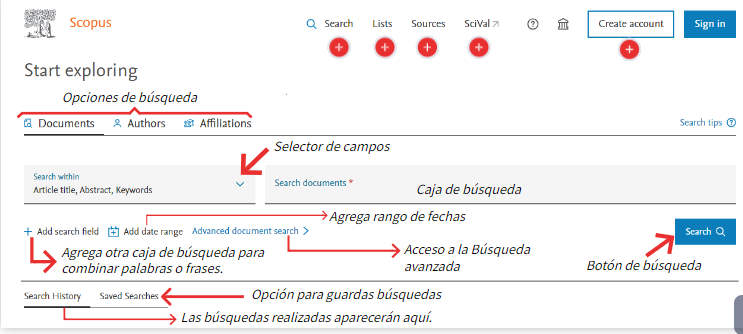 Scopus
Search Lists Sources SciVal Create account Sign in
Start exploring
Opciones de búsqueda
Documents Authors Affiliations
Search tips
Selector de campos
Search within
Article title, Abstract, Keywords
Search documents *
Caja de búsqueda
Agrega rango de fechas
Add search field Add date range Advanced document search
Search
Agrega otra caja de búsqueda para
combinar palabras o frases.
Acceso a la Búsqueda
avanzada
Botón de búsqueda
Search History Saved Searches
Opción para guardas búsquedas
Las búsquedas realizadas aparecerán aquí.